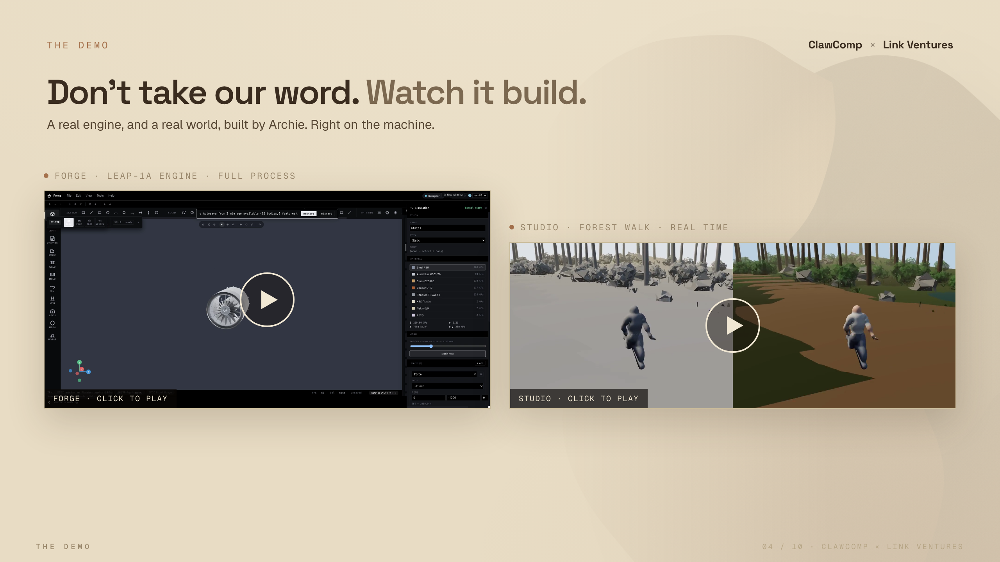 THE DEMO
ClawComp × Link Ventures
Don’t take our word. Watch it build.
A real engine, and a real world, built by Archie. Right on the machine.
FORGE · LEAP-1A ENGINE · FULL PROCESS
Forge File Edit View Tools Help
Designer New window en-US
Simulation kernel ready
SKETCH SOLID
Autosave from 2 min ago available (12 bodies,0 features). Restore Discard
PATTERN
STUDY
FILTER FACE EDGE VERTEX SEL 0 · ready ×
NAME
Study 1
DRAFT
TYPE
Static
DRAWING
BODY
(none — select a body)
SHEET
MATERIAL
WELD
Steel A36 200 GPa
Aluminium 6061-T6 69 GPa
MOLD
Brass C26000 110 GPa
Copper C110 117 GPa
SIM
Titanium Ti-6Al-4V 114 GPa
ABS Plastic 2 GPa
MFG
Nylon 6/6 2 GPa
PETG 2 GPa
ARCH
E 200.00 GPa ν 0.26
ρ 7850 kg/m³ σ_y 250 MPa
MESH
MESH
ROBOT
TARGET ELEMENT SIZE — 3.00 MM
Mesh now
LOADS (1) + Add
Y
X
Z
Force ×
FACE
+X face
FPS · 60 Sel · none unsaved SNAP
F (N)
0 -1000 0
FORGE · CLICK TO PLAY
STUDIO · FOREST WALK · REAL TIME
STUDIO · CLICK TO PLAY
THE DEMO
04 / 10 · CLAWCOMP × LINK VENTURES